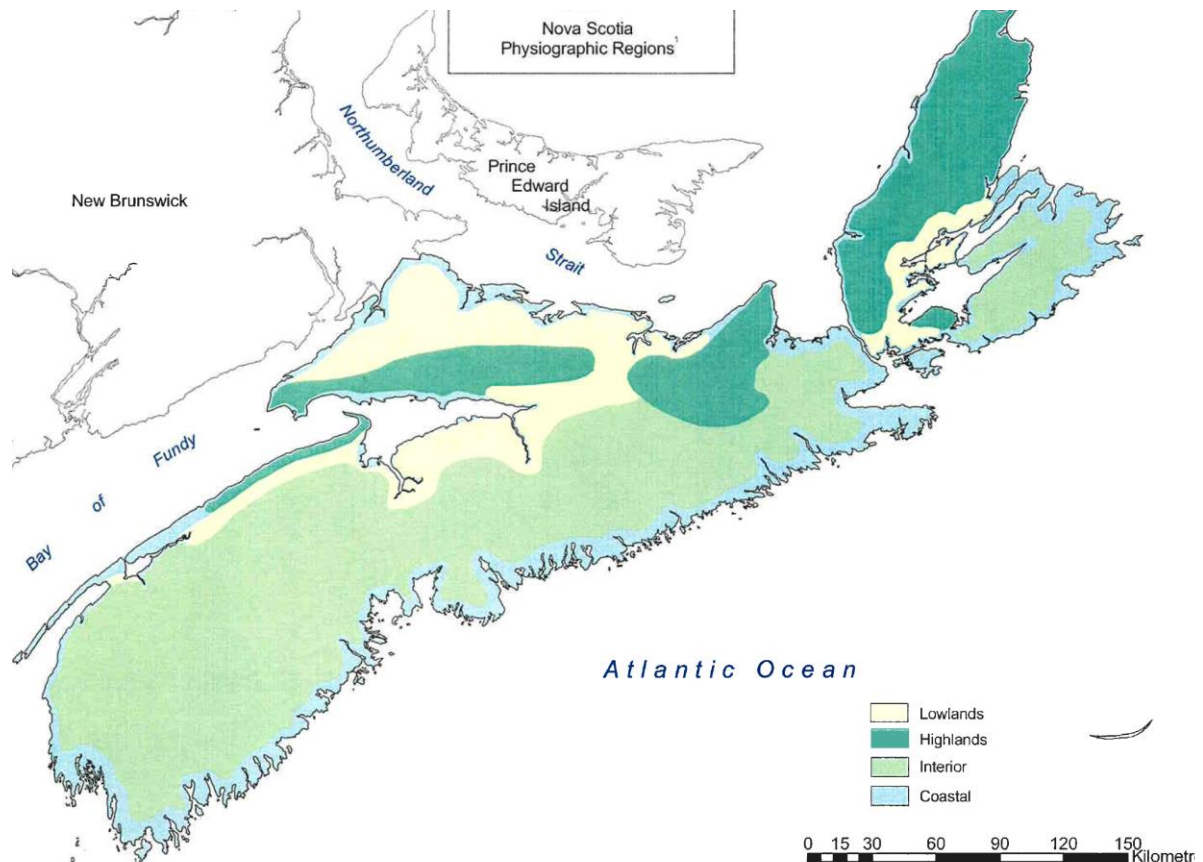 Nova Scotia
Physiographic Regions¹
Northumberland
Prince
Edward
Island
New Brunswick
Strait
Fundy
of
Bay
Atlantic Ocean
Lowlands
Highlands
Interior
Coastal
0 15 30 60 90 120 150
Kilometre